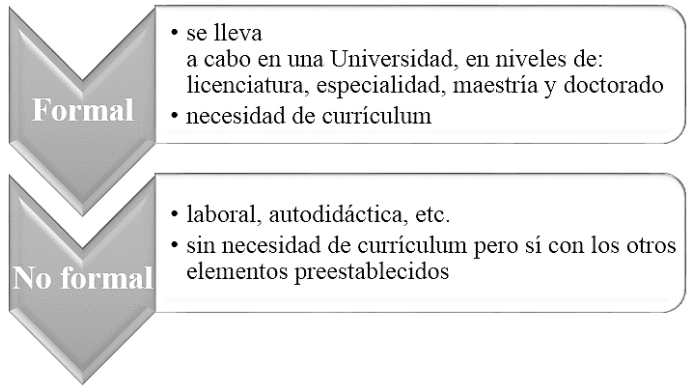 Formal
• se lleva
a cabo en una Universidad, en niveles de:
licenciatura, especialidad, maestría y doctorado
• necesidad de currículum
No formal
• laboral, autodidáctica, etc.
• sin necesidad de currículum pero sí con los otros
elementos preestablecidos